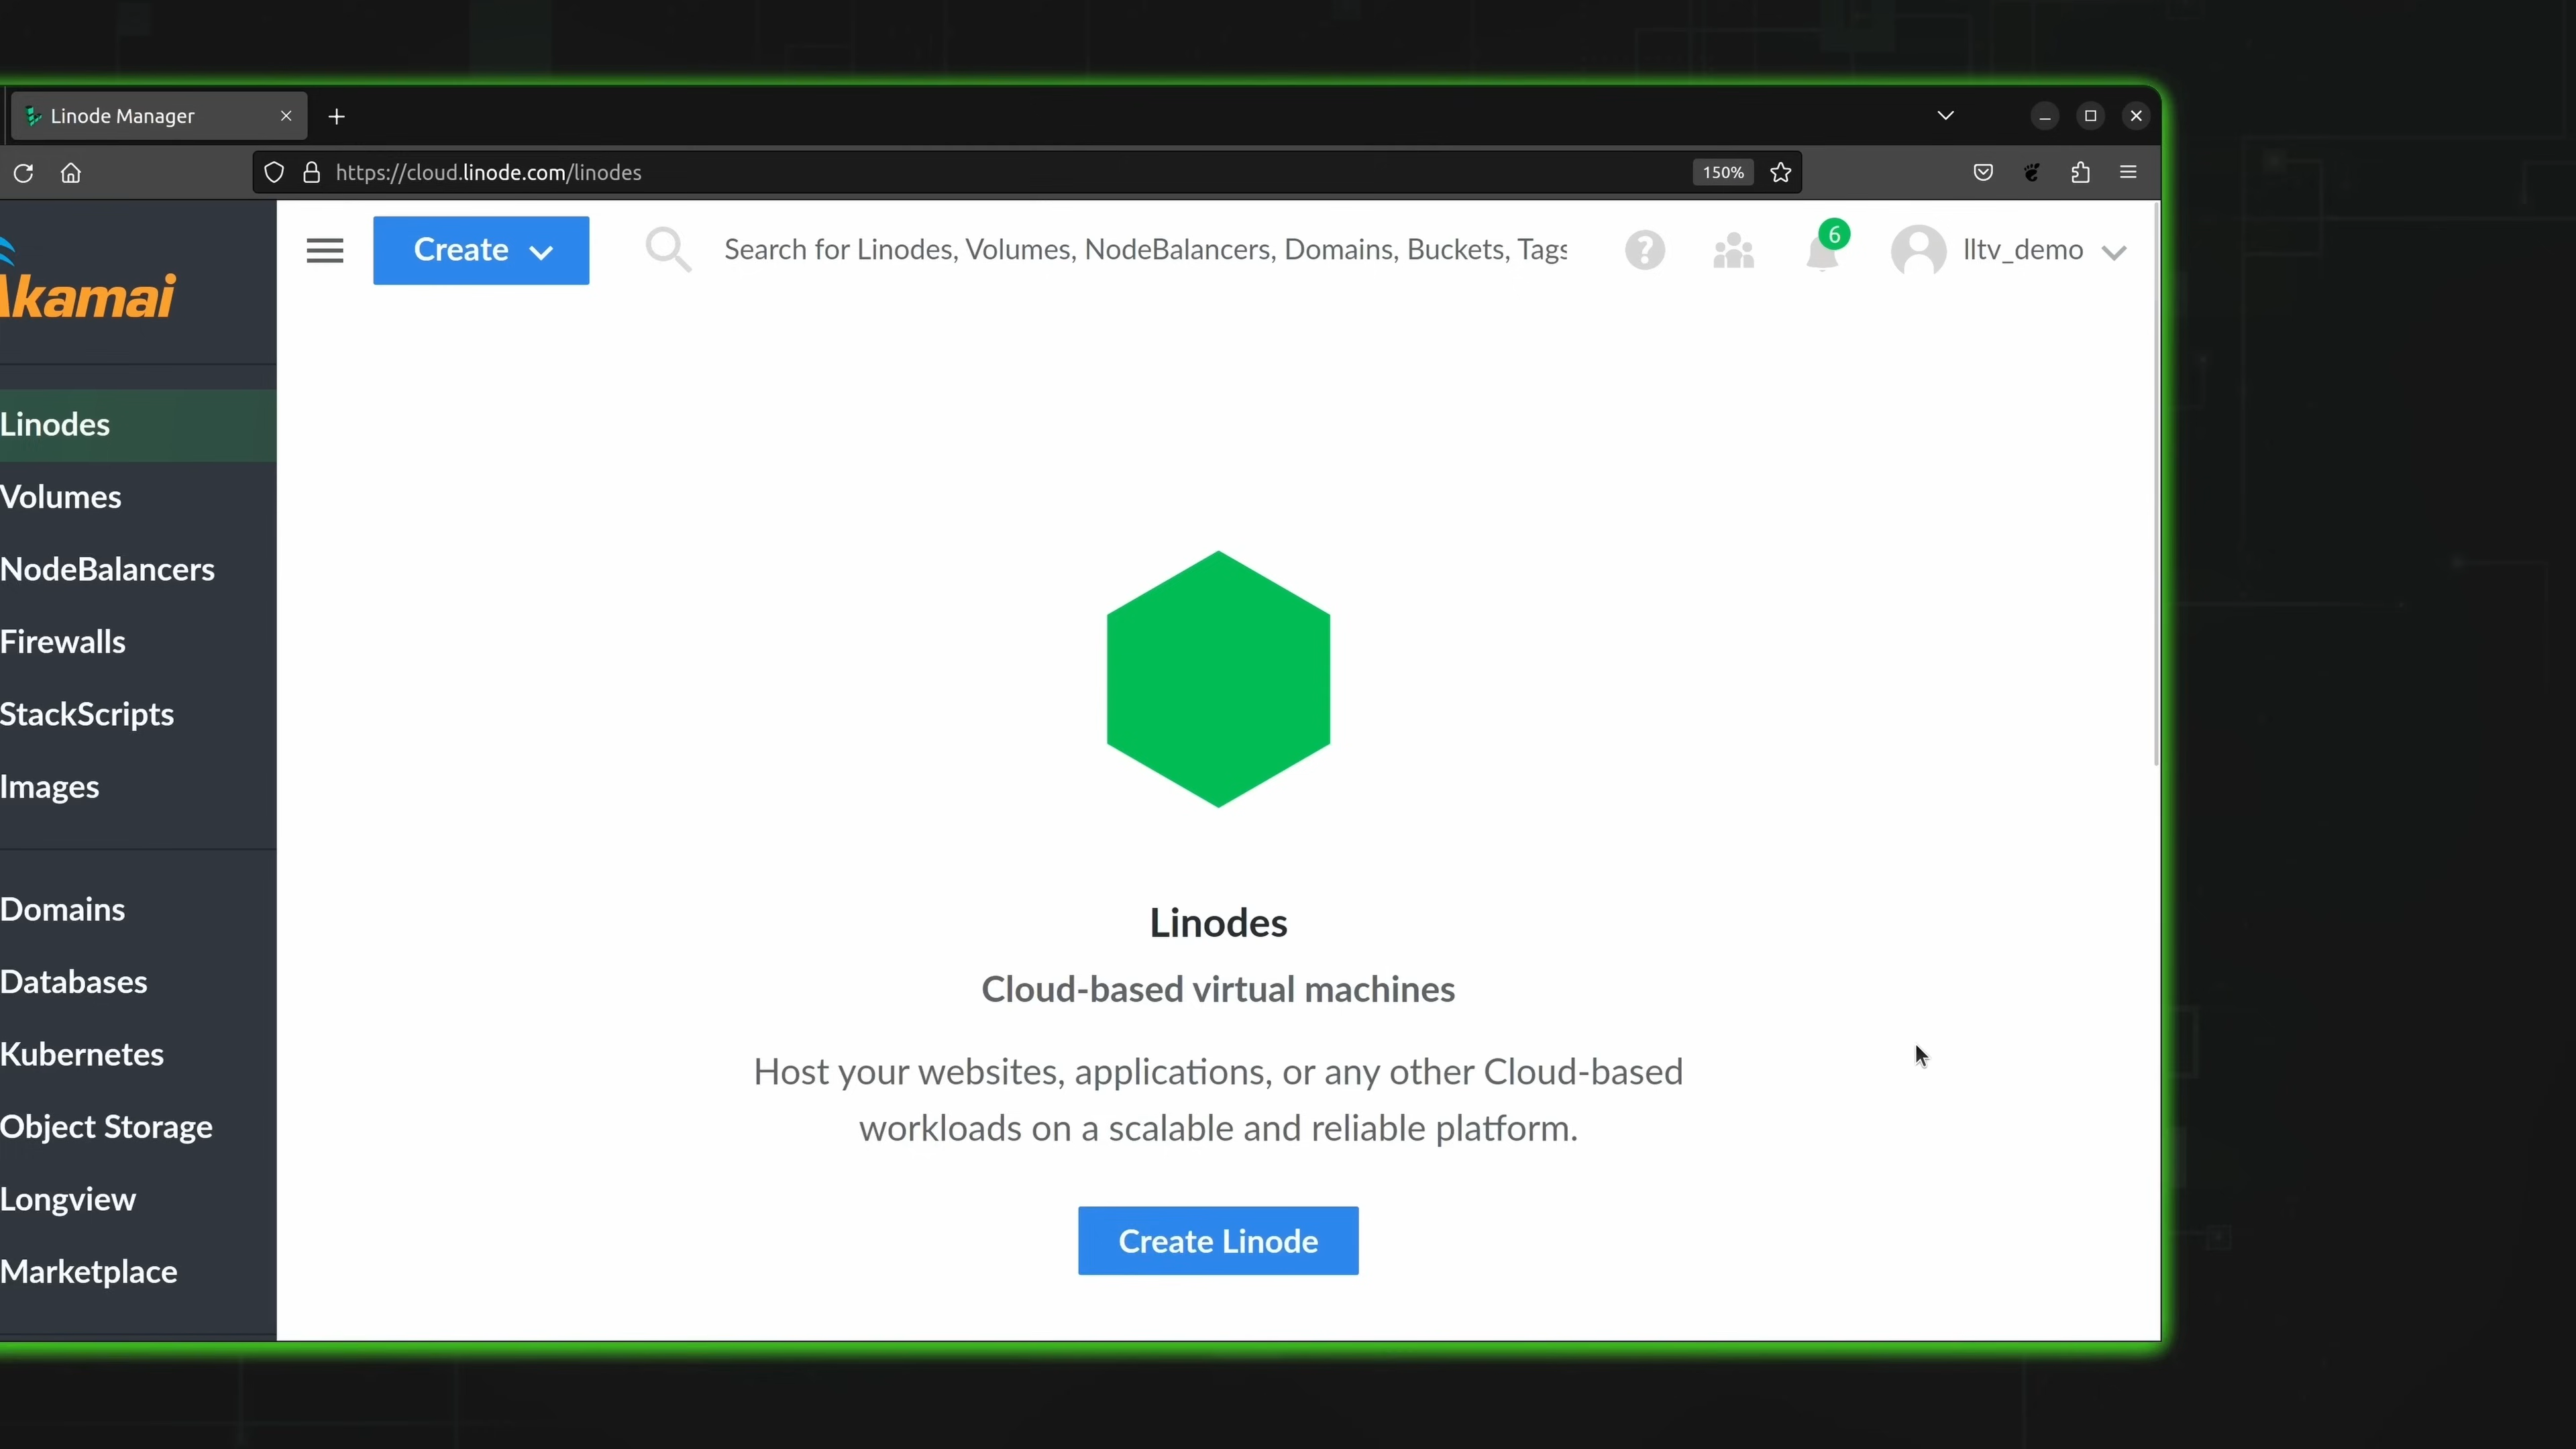 Linode Manager
https://cloud.linode.com/linodes
150%
Akamai
Create
Search for Linodes, Volumes, NodeBalancers, Domains, Buckets, Tags
6
lltv_demo
Linodes
Volumes
NodeBalancers
Firewalls
StackScripts
Images
Domains
Databases
Kubernetes
Object Storage
Longview
Marketplace
Linodes
Cloud-based virtual machines
Host your websites, applications, or any other Cloud-based
workloads on a scalable and reliable platform.
Create Linode